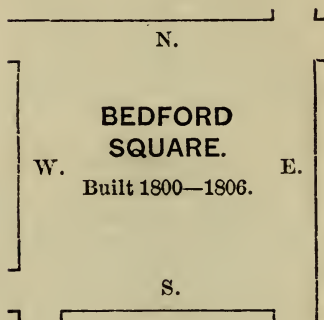 N.
BEDFORD
SQUARE.
W. E.
Built 1800—1806.
S.